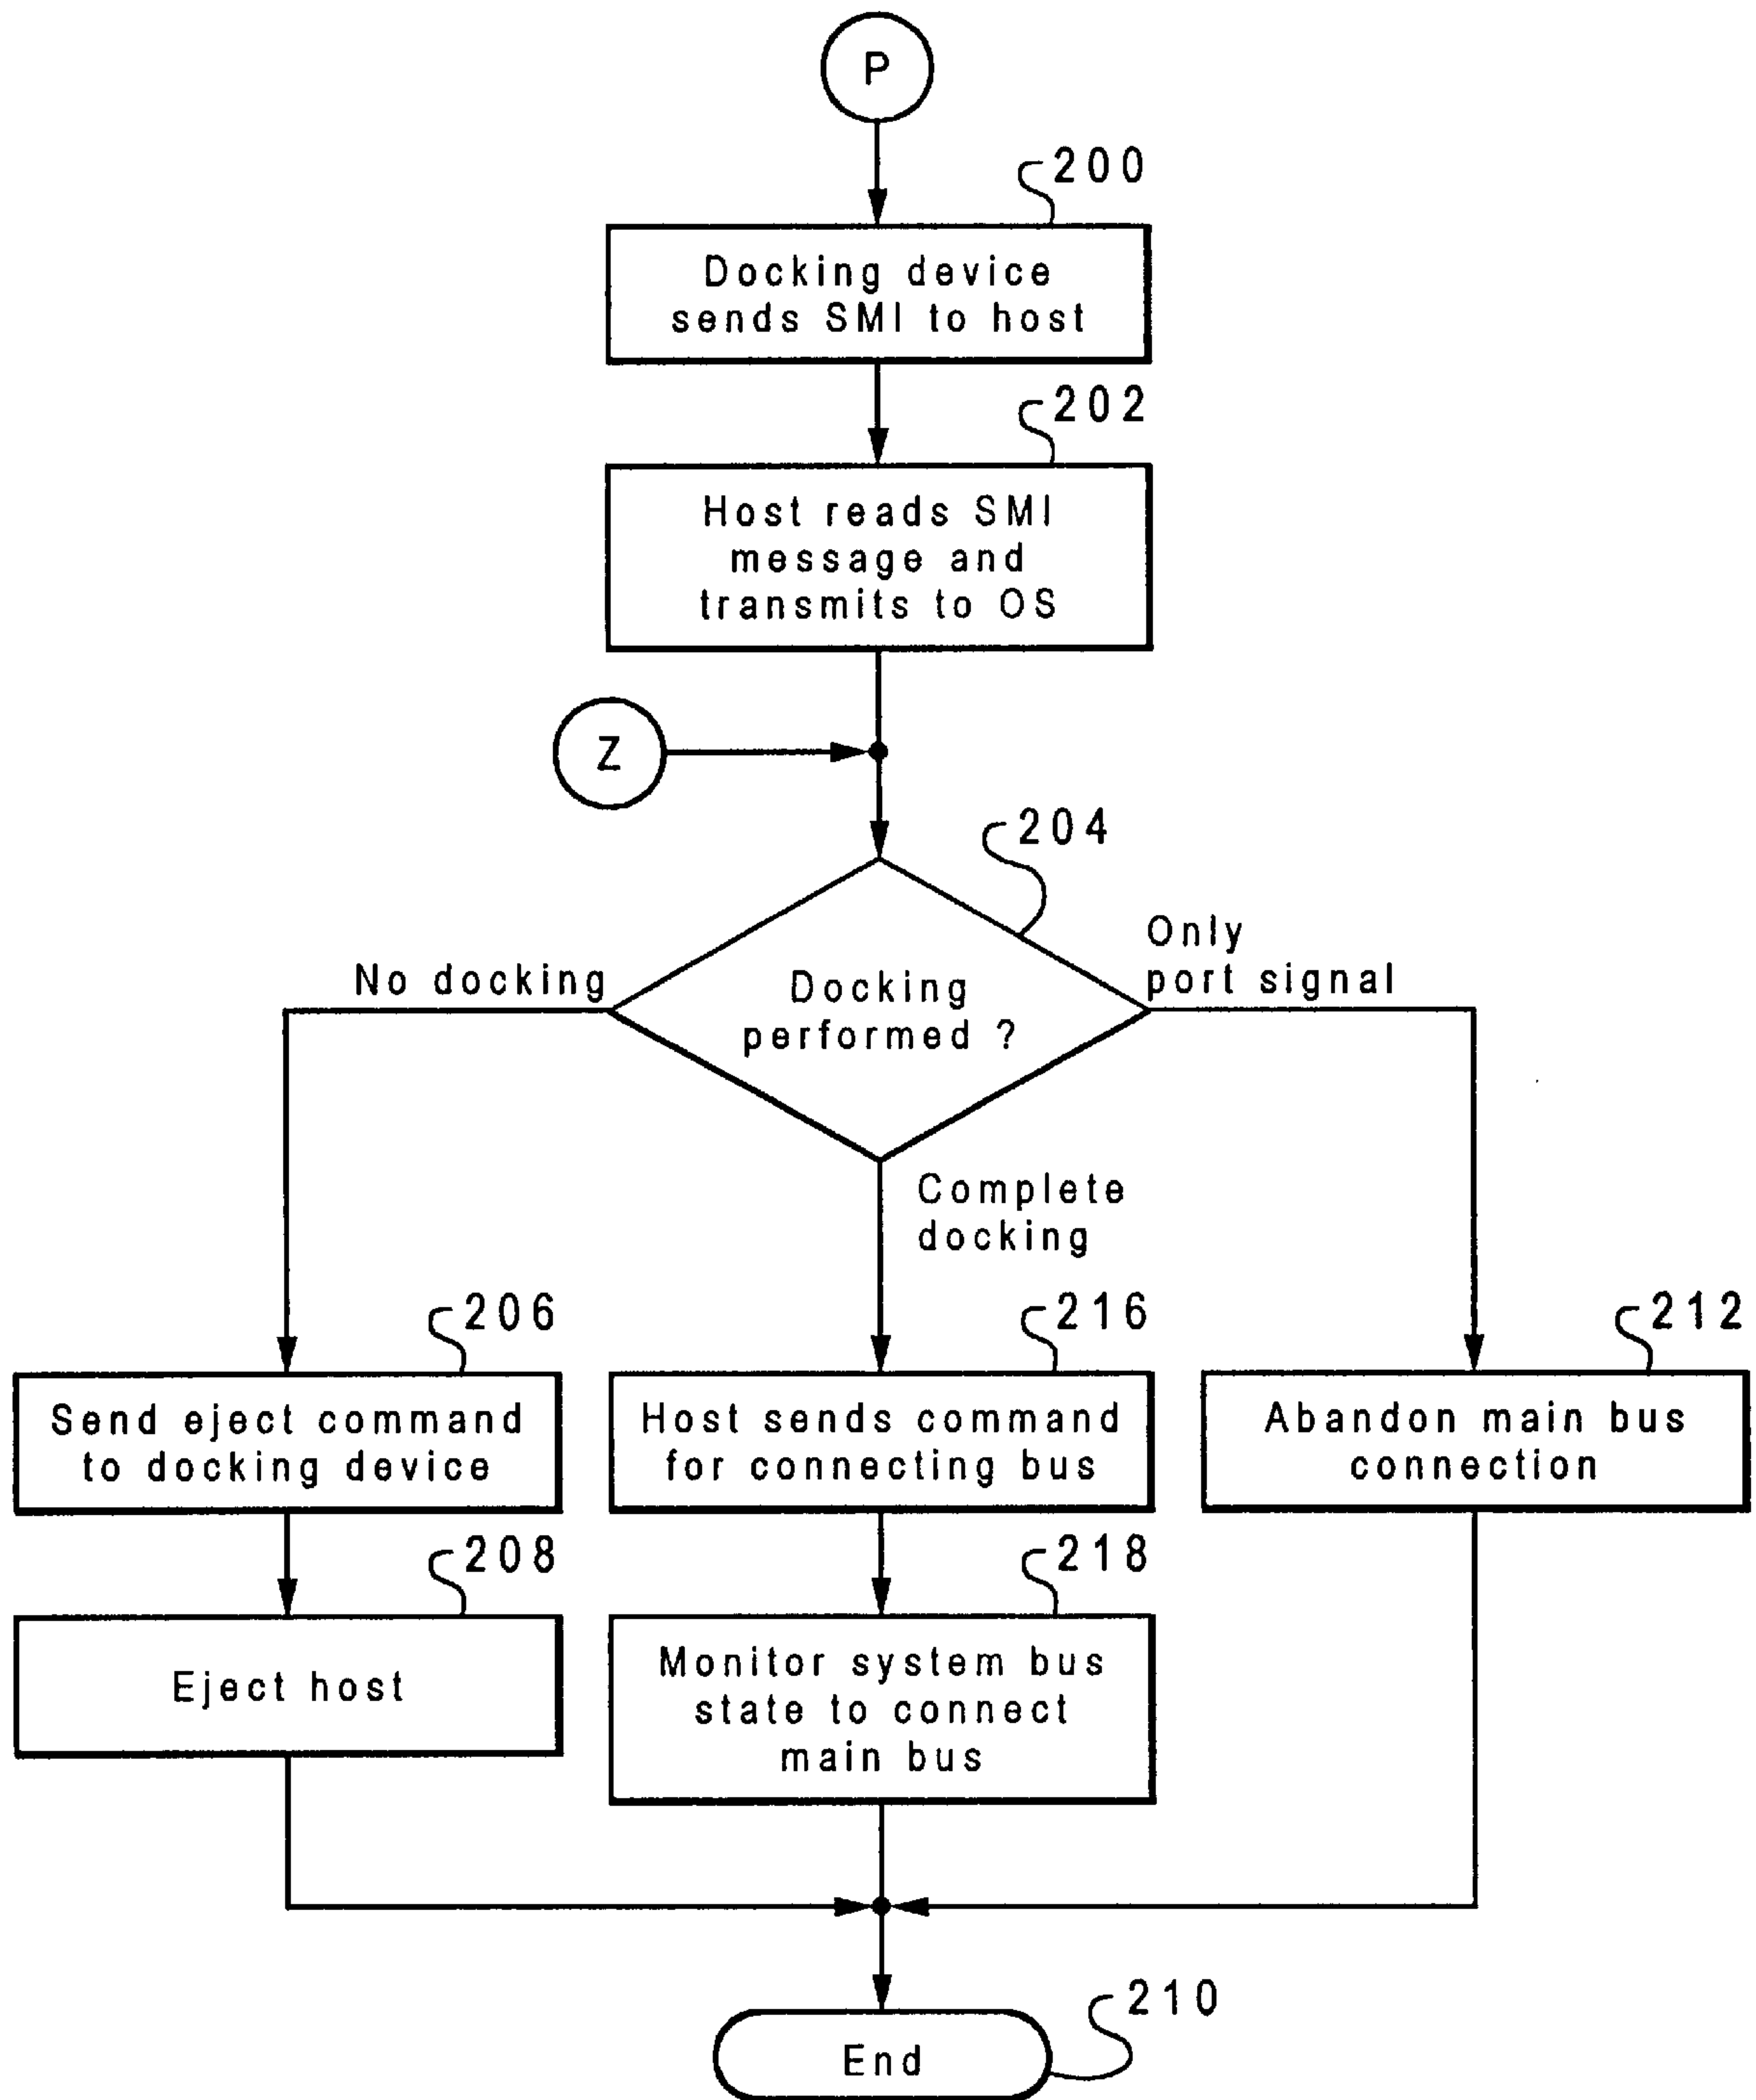 P
200
Docking device
sends SMI to host
202
Host reads SMI
message and
transmits to OS
Z
204
Only
port signal
No docking
Docking
performed ?
Complete
docking
206
216
212
Send eject command
to docking device
Host sends command
for connecting bus
Abandon main bus
connection
208
218
Eject host
Monitor system bus
state to connect
main bus
210
End